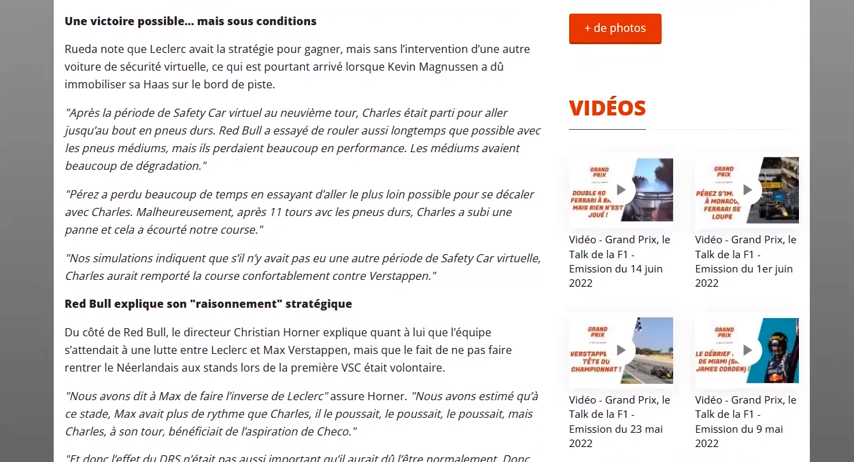 Une victoire possible… mais sous conditions
Rueda note que Leclerc avait la stratégie pour gagner, mais sans l’intervention d’une autre
voiture de sécurité virtuelle, ce qui est pourtant arrivé lorsque Kevin Magnussen a dû
immobiliser sa Haas sur le bord de piste.
"Après la période de Safety Car virtuel au neuvième tour, Charles était parti pour aller
jusqu’au bout en pneus durs. Red Bull a essayé de rouler aussi longtemps que possible avec
les pneus médiums, mais ils perdaient beaucoup en performance. Les médiums avaient
beaucoup de dégradation."
"Pérez a perdu beaucoup de temps en essayant d’aller le plus loin possible pour se décaler
avec Charles. Malheureusement, après 11 tours avc les pneus durs, Charles a subi une
panne et cela a écourté notre course."
"Nos simulations indiquent que s’il n’y avait pas eu une autre période de Safety Car virtuelle,
Charles aurait remporté la course confortablement contre Verstappen."
Red Bull explique son "raisonnement" stratégique
Du côté de Red Bull, le directeur Christian Horner explique quant à lui que l’équipe
s’attendait à une lutte entre Leclerc et Max Verstappen, mais que le fait de ne pas faire
rentrer le Néerlandais aux stands lors de la première VSC était volontaire.
"Nous avons dit à Max de faire l’inverse de Leclerc" assure Horner. "Nous avons estimé qu’à
ce stade, Max avait plus de rythme que Charles, il le poussait, le poussait, le poussait, mais
Charles, à son tour, bénéficiait de l’aspiration de Checo."
"Et donc l’effet du DRS n’était pas aussi important qu’il aurait dû l’être normalement. Donc
+ de photos
VIDÉOS
GRAND
PRIX
DOUBLE KO
FERRARI À BA
MAIS RIEN N'EST
JOUÉ !
Vidéo - Grand Prix, le
Talk de la F1 -
Emission du 14 juin
2022
GRAND
PRIX
PÉREZ S'IM
À MONACO,
FERRARI SE
LOUPE
Vidéo - Grand Prix, le
Talk de la F1 -
Emission du 1er juin
2022
GRAND
PRIX
VERSTAPP
TÊTE DU
CHAMPIONNAT !
Vidéo - Grand Prix, le
Talk de la F1 -
Emission du 23 mai
2022
GRAND
PRIX
LE DÉBRIEF
DE MIAMI (S
JAMES CORDEN) !
Vidéo - Grand Prix, le
Talk de la F1 -
Emission du 9 mai
2022